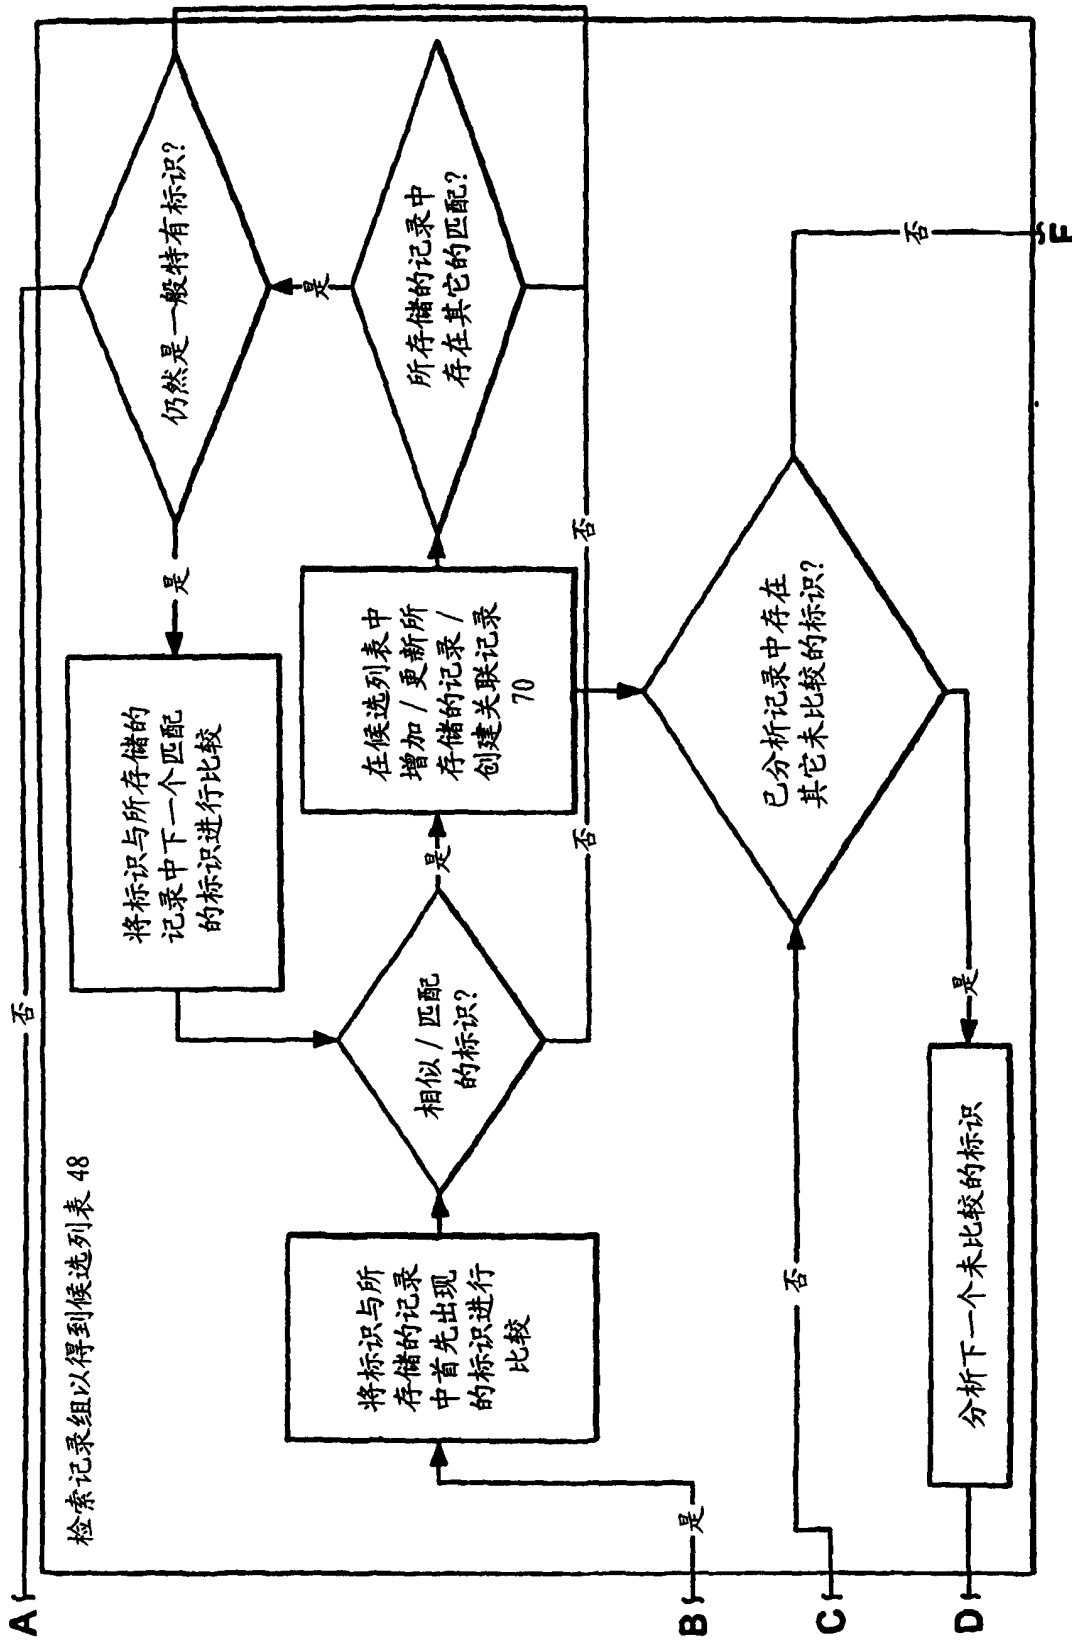 检索记录组以得到候选列表 48
A
否
仍然是一般特有标识?
是
将标识与所存储的
记录中下一个匹配
的标识进行比较
是
所存储的记录中
存在其它的匹配?
在候选列表中
增加/更新所
存储的记录/
创建关联记录
70
是
相似/匹配
的标识?
将标识与所
存储的记录
中首先出现
的标识进行
比较
否
否
B
是
已分析记录中存在
其它未比较的标识?
C
否
否
E
D
分析下一个未比较的标识
是